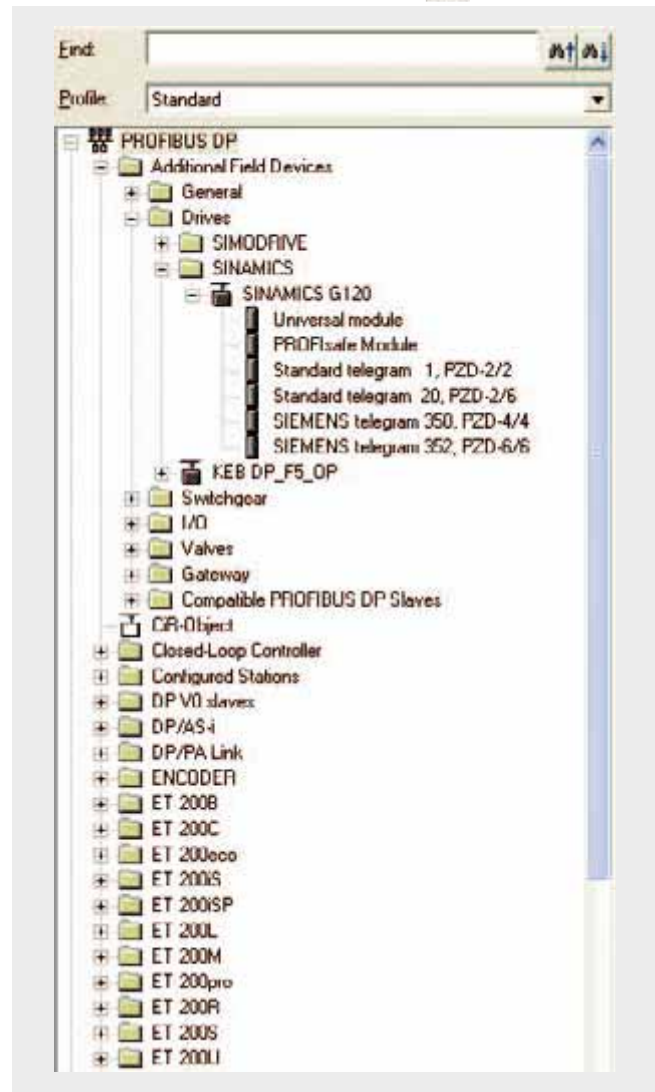 Find:
Profile: Standard
PROFIBUS DP
Additional Field Devices
General
Drives
SIMODRIVE
SINAMICS
SINAMICS G120
Universal module
PROFIsafe Module
Standard telegram 1, PZD-2/2
Standard telegram 20, PZD-2/6
SIEMENS telegram 350, PZD-4/4
SIEMENS telegram 352, PZD-6/6
KEB DP_F5_OP
Switchgear
I/O
Valves
Gateway
Compatible PROFIBUS DP Slaves
CiR-Object
Closed-Loop Controller
Configured Stations
DP V0 slaves
DP/AS-i
DP/PA Link
ENCODER
ET 200B
ET 200C
ET 200eco
ET 200iS
ET 200iSP
ET 200L
ET 200M
ET 200pro
ET 200R
ET 200S
ET 200U